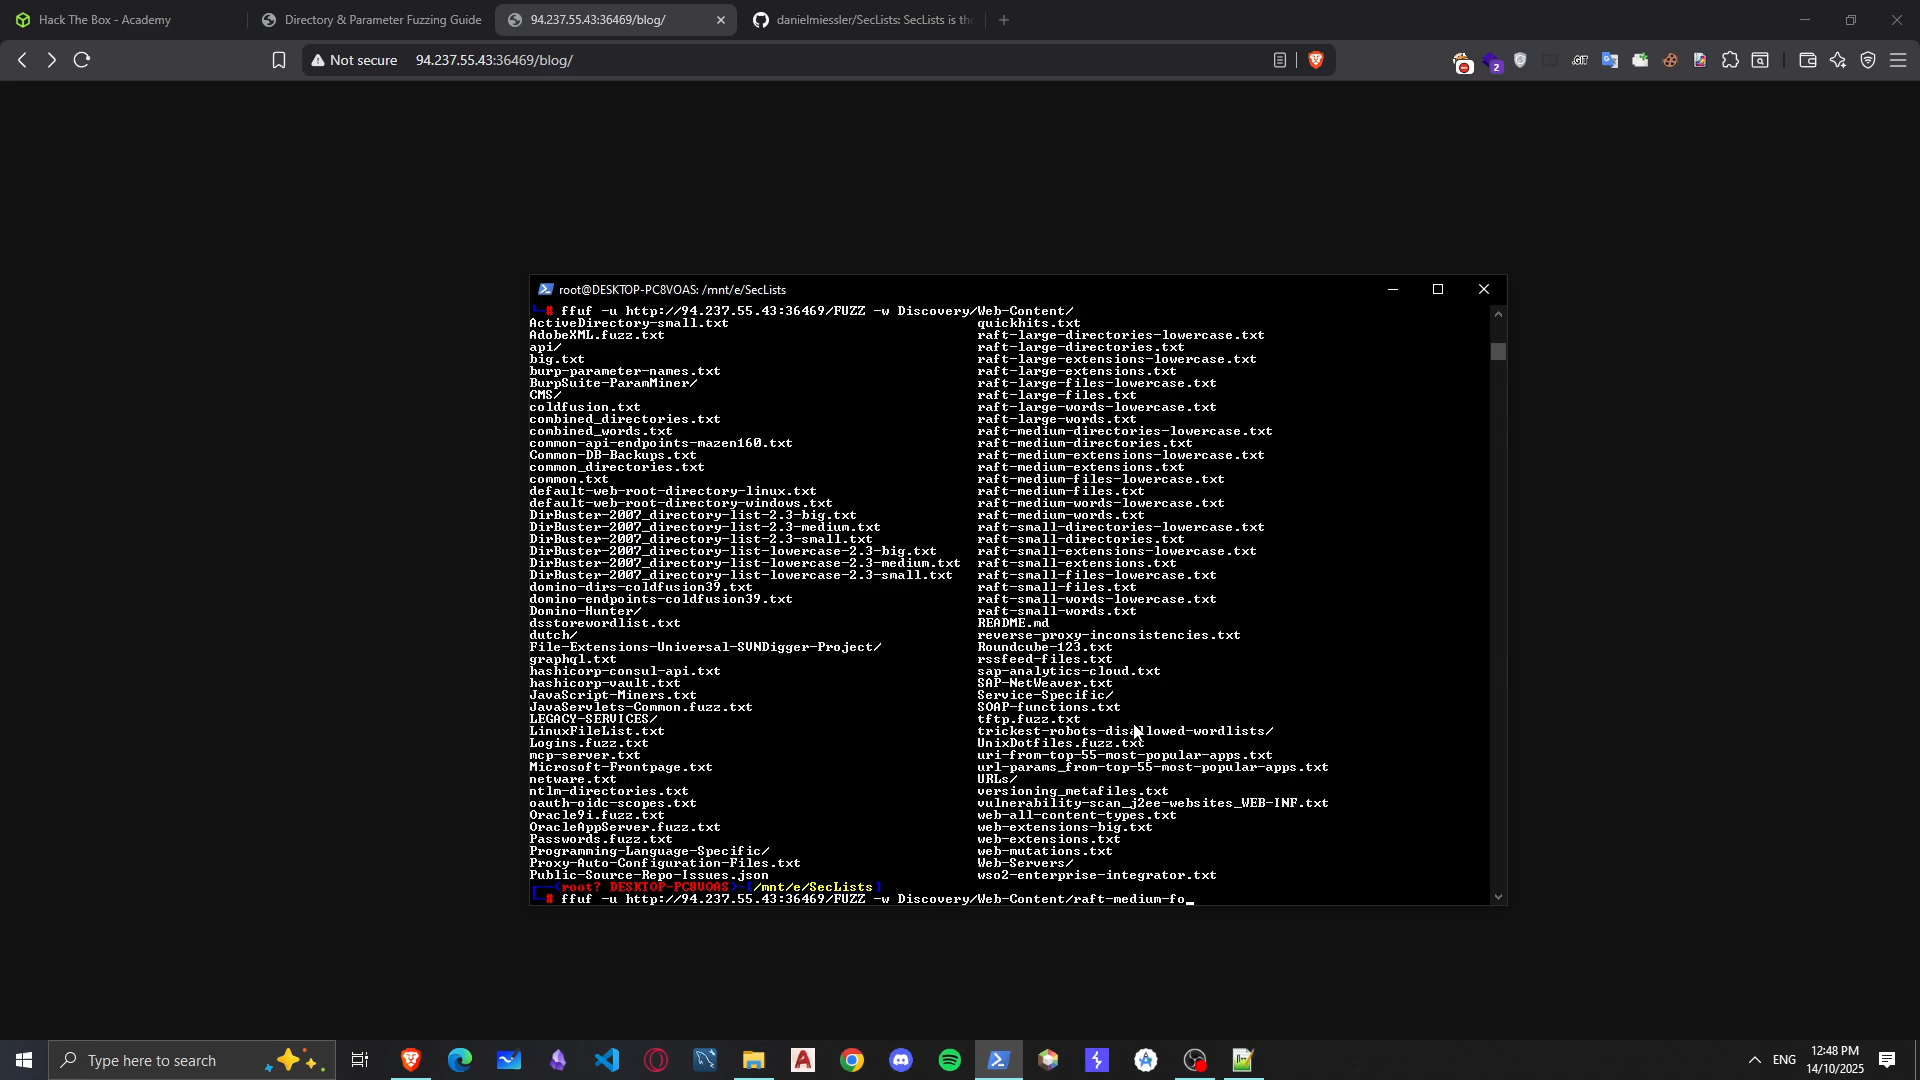 Hack The Box - Academy
Directory & Parameter Fuzzing Guide
94.237.55.43:36469/blog/
danielmiessler/SecLists: SecLists is the
Not secure 94.237.55.43:36469/blog/
2
.GIT
root@DESKTOP-PC8VOAS: /mnt/e/SecLists
└─# ffuf -u http://94.237.55.43:36469/FUZZ -w Discovery/Web-Content/
ActiveDirectory-small.txt quickhits.txt
AdobeXML.fuzz.txt raft-large-directories-lowercase.txt
api/ raft-large-directories.txt
big.txt raft-large-extensions-lowercase.txt
burp-parameter-names.txt raft-large-extensions.txt
BurpSuite-ParamMiner/ raft-large-files-lowercase.txt
CMS/ raft-large-files.txt
coldfusion.txt raft-large-words-lowercase.txt
combined_directories.txt raft-large-words.txt
combined_words.txt raft-medium-directories-lowercase.txt
common-api-endpoints-mazen160.txt raft-medium-directories.txt
Common-DB-Backups.txt raft-medium-extensions-lowercase.txt
common_directories.txt raft-medium-extensions.txt
common.txt raft-medium-files-lowercase.txt
default-web-root-directory-linux.txt raft-medium-files.txt
default-web-root-directory-windows.txt raft-medium-words-lowercase.txt
DirBuster-2007_directory-list-2.3-big.txt raft-medium-words.txt
DirBuster-2007_directory-list-2.3-medium.txt raft-small-directories-lowercase.txt
DirBuster-2007_directory-list-2.3-small.txt raft-small-directories.txt
DirBuster-2007_directory-list-lowercase-2.3-big.txt raft-small-extensions-lowercase.txt
DirBuster-2007_directory-list-lowercase-2.3-medium.txt raft-small-extensions.txt
DirBuster-2007_directory-list-lowercase-2.3-small.txt raft-small-files-lowercase.txt
domino-dirs-coldfusion39.txt raft-small-files.txt
domino-endpoints-coldfusion39.txt raft-small-words-lowercase.txt
Domino-Hunter/ raft-small-words.txt
dsstorewordlist.txt README.md
dutch/ reverse-proxy-inconsistencies.txt
File-Extensions-Universal-SVNDigger-Project/ Roundcube-123.txt
graphql.txt rssfeed-files.txt
hashicorp-consul-api.txt sap-analytics-cloud.txt
hashicorp-vault.txt SAP-NetWeaver.txt
JavaScript-Miners.txt Service-Specific/
JavaServlets-Common.fuzz.txt SOAP-functions.txt
LEGACY-SERVICES/ tftp.fuzz.txt
LinuxFileList.txt trickest-robots-disallowed-wordlists/
Logins.fuzz.txt UnixDotfiles.fuzz.txt
mcp-server.txt uri-from-top-55-most-popular-apps.txt
Microsoft-Frontpage.txt url-params_from-top-55-most-popular-apps.txt
netware.txt URLs/
ntlm-directories.txt versioning_metafiles.txt
oauth-oidc-scopes.txt vulnerability-scan_j2ee-websites_WEB-INF.txt
Oracle9i.fuzz.txt web-all-content-types.txt
OracleAppServer.fuzz.txt web-extensions-big.txt
Passwords.fuzz.txt web-extensions.txt
Programming-Language-Specific/ web-mutations.txt
Proxy-Auto-Configuration-Files.txt Web-Servers/
Public-Source-Repo-Issues.json wso2-enterprise-integrator.txt
┌──(root? DESKTOP-PC8VOAS)-[/mnt/e/SecLists]
└─# ffuf -u http://94.237.55.43:36469/FUZZ -w Discovery/Web-Content/raft-medium-fo_
Type here to search
ENG
12:48 PM
14/10/2025